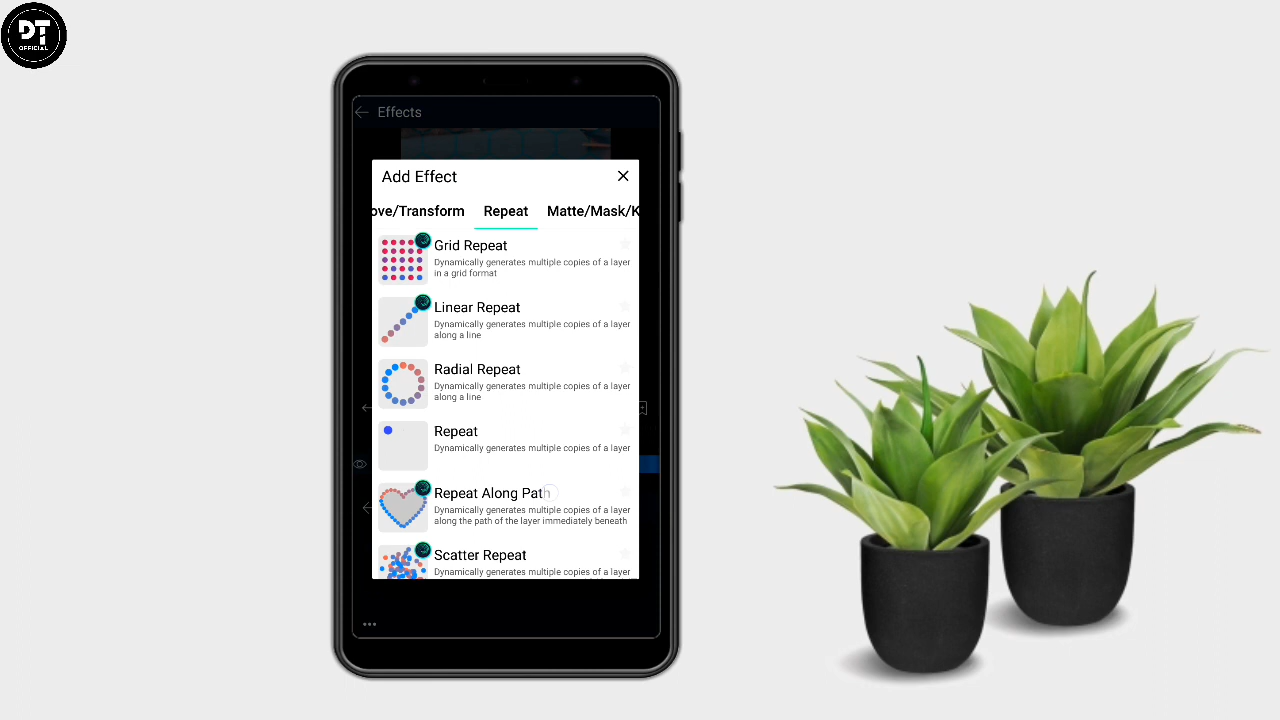 DT
OFFICIAL
Effects
Add Effect
ove/Transform Repeat Matte/Mask/K
Grid Repeat
Dynamically generates multiple copies of a layer
in a grid format
Linear Repeat
Dynamically generates multiple copies of a layer
along a line
Radial Repeat
Dynamically generates multiple copies of a layer
along a line
Repeat
Dynamically generates multiple copies of a layer
Repeat Along Path
Dynamically generates multiple copies of a layer
along the path of the layer immediately beneath
Scatter Repeat
Dynamically generates multiple copies of a layer